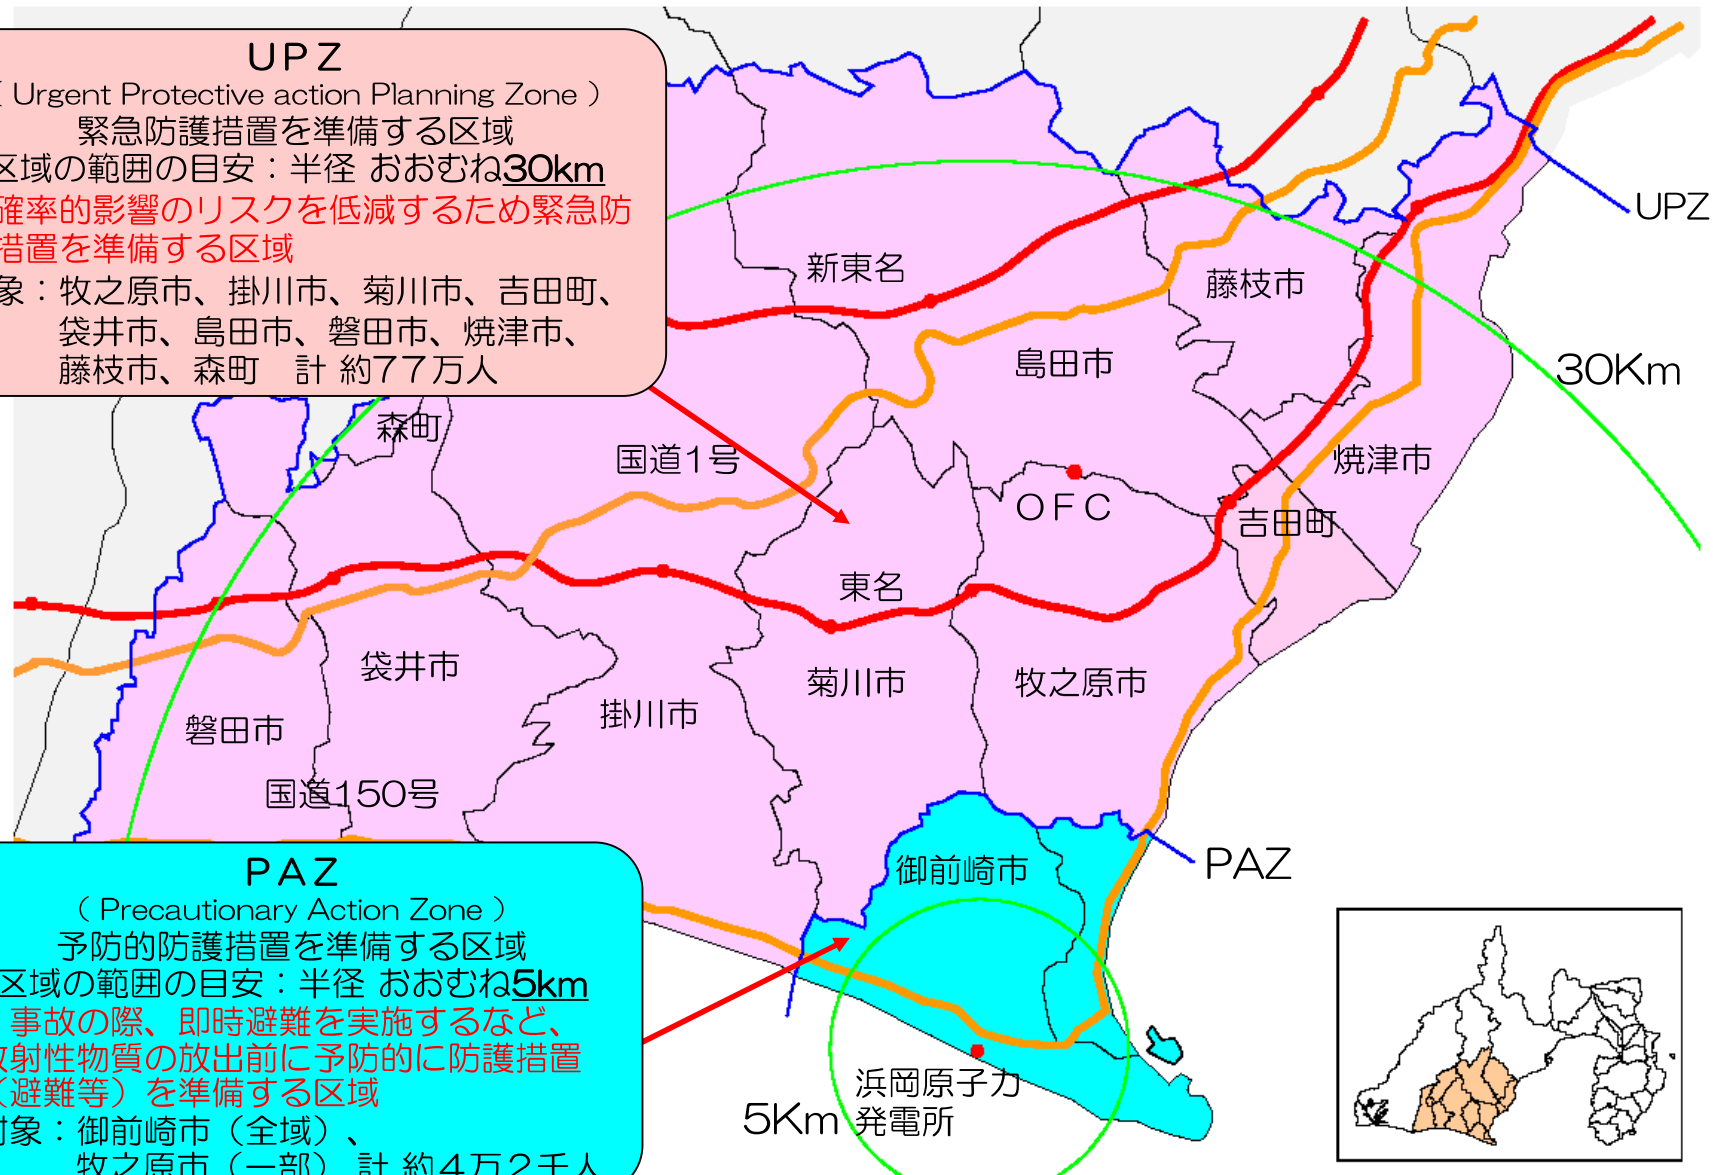 UPZ
( Urgent Protective action Planning Zone )
緊急防護措置を準備する区域
区域の範囲の目安：半径 おおむね30km
確率的影響のリスクを低減するため緊急防
措置を準備する区域
象：牧之原市、掛川市、菊川市、吉田町、
袋井市、島田市、磐田市、焼津市、
藤枝市、森町　計 約77万人
UPZ
新東名
藤枝市
島田市
30Km
森町
国道1号
焼津市
OFC
吉田町
東名
袋井市
菊川市
牧之原市
掛川市
磐田市
国道150号
PAZ
御前崎市
PAZ
( Precautionary Action Zone )
予防的防護措置を準備する区域
区域の範囲の目安：半径 おおむね5km
事故の際、即時避難を実施するなど、
放射性物質の放出前に予防的に防護措置
（避難等）を準備する区域
対象：御前崎市（全域）、
牧之原市（一部） 計 約４万２千人
浜岡原子力
発電所
5Km